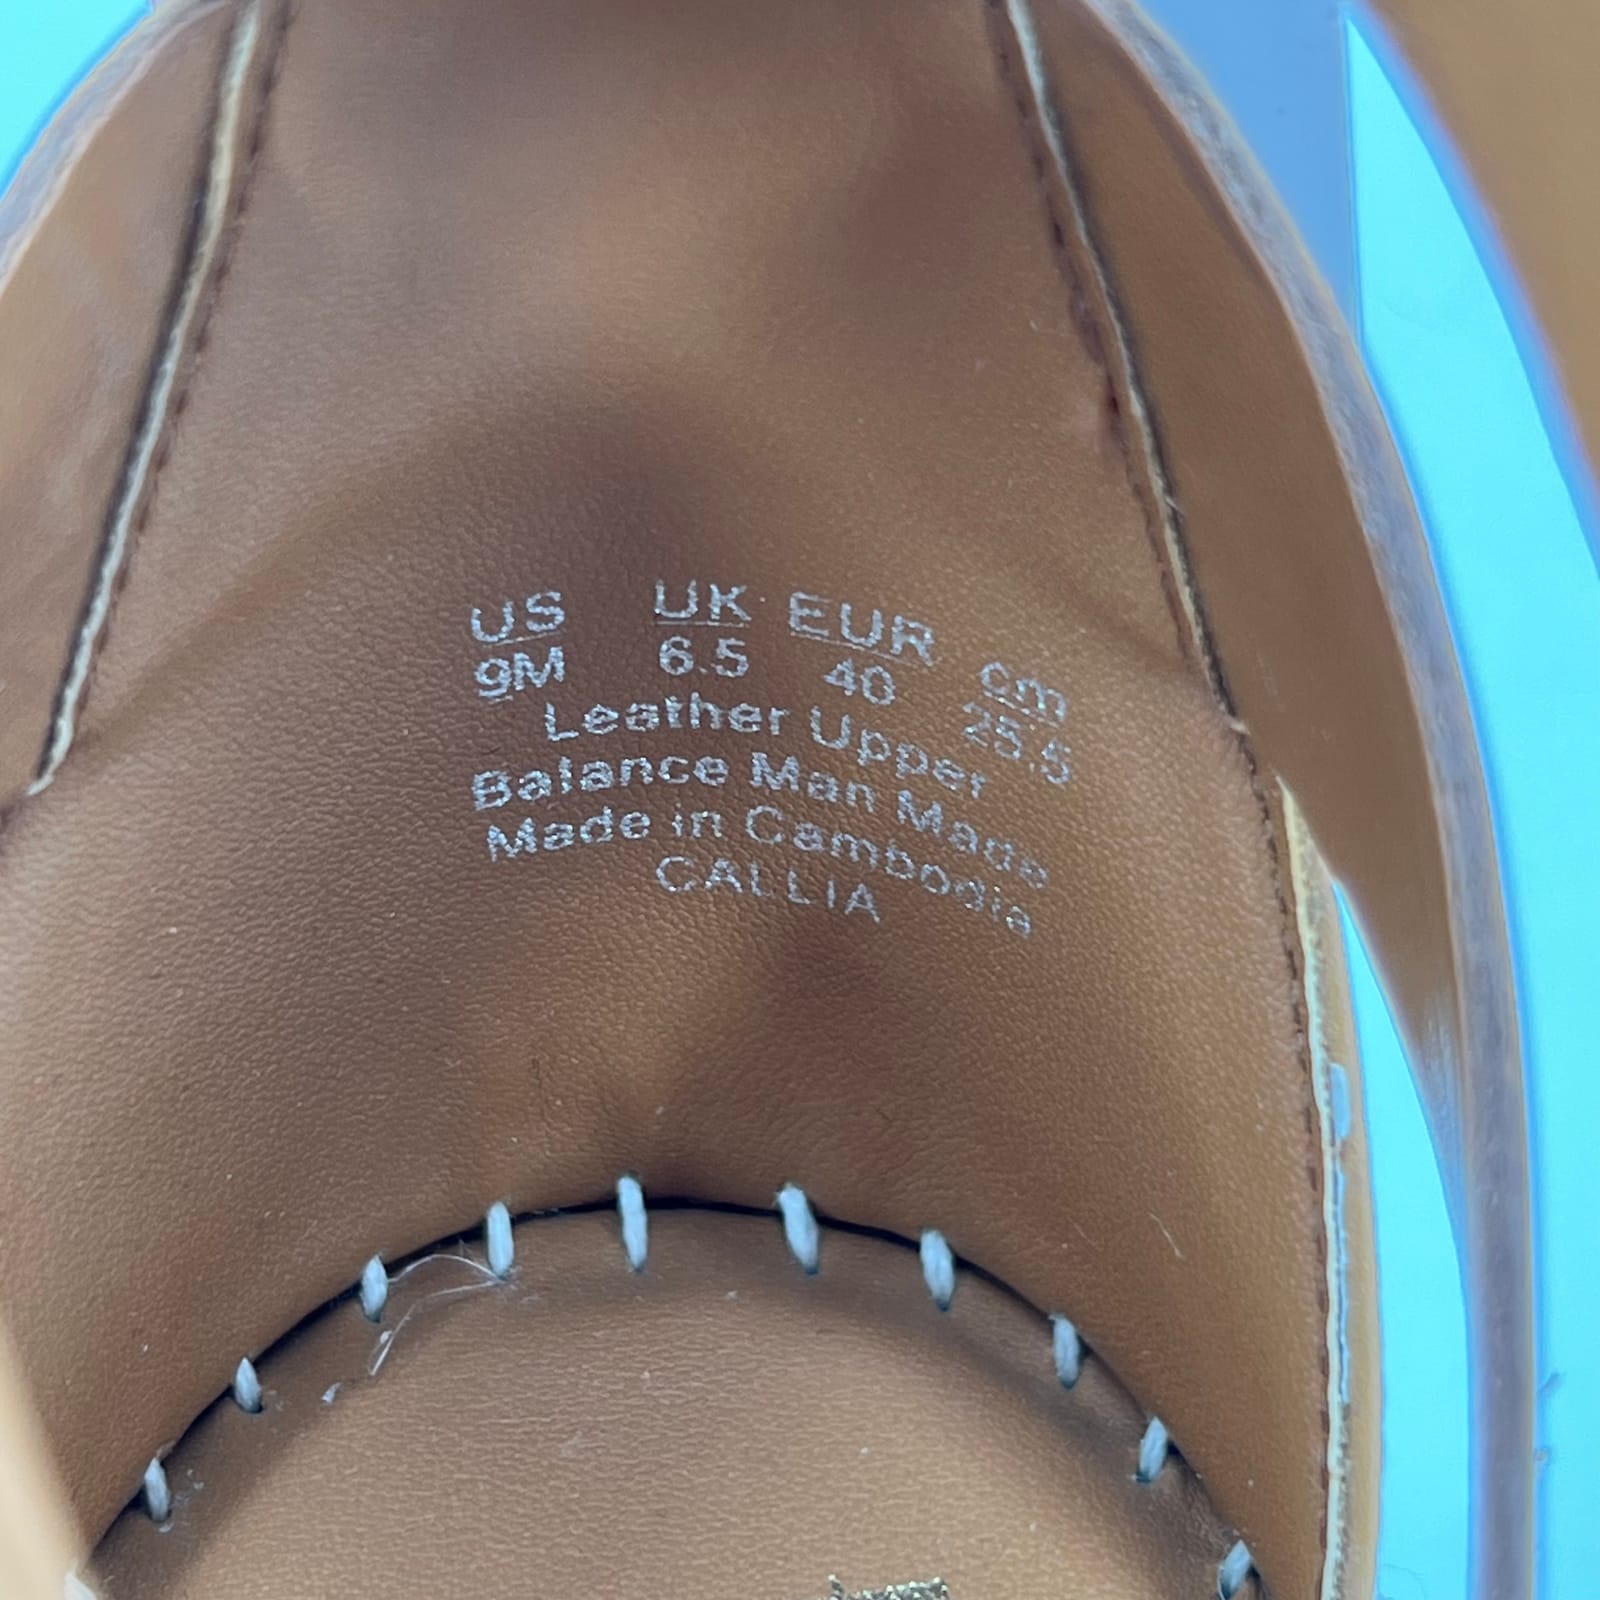 US UK EUR cm
9M 6.5 40 25.5
Leather Upper
Balance Man Made
Made in Cambodia
CALLIA